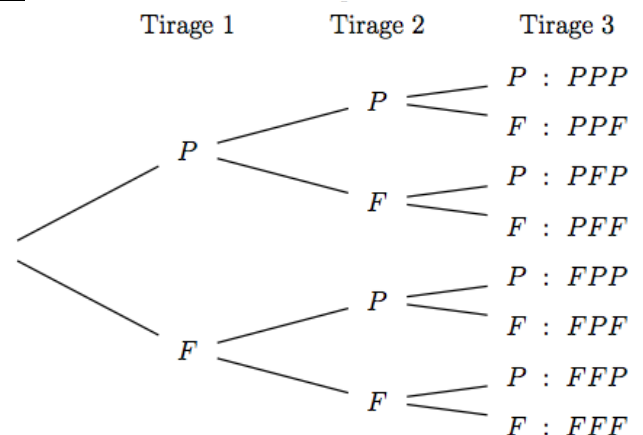 Tirage 1 Tirage 2 Tirage 3
P : PPP
P
F : PPF
P
P : PFP
F
F : PFF
P : FPP
P
F : FPF
F
P : FFP
F
F : FFF